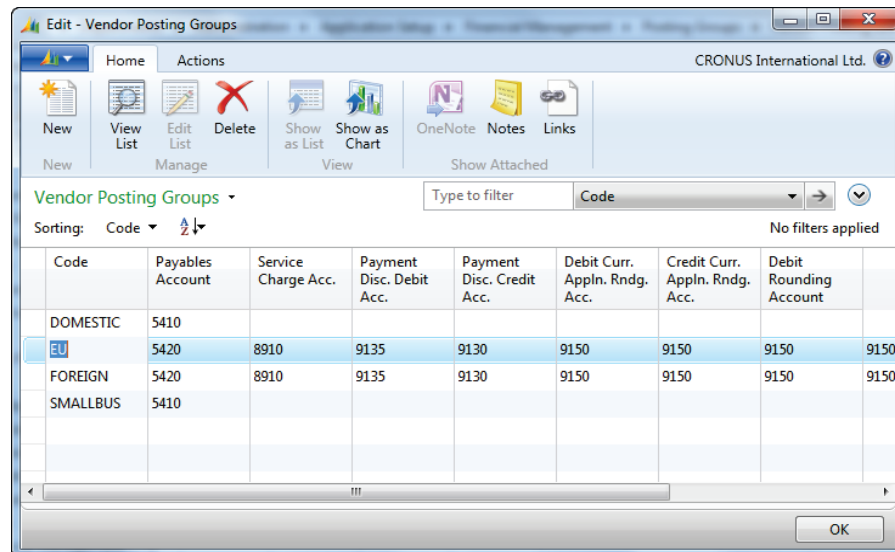 Edit - Vendor Posting Groups
Home Actions CRONUS International Ltd.
New View List Edit List Delete Show as List Show as Chart OneNote Notes Links
New Manage View Show Attached
Vendor Posting Groups Type to filter Code
Sorting: Code No filters applied
Code Payables Account Service Charge Acc. Payment Disc. Debit Acc. Payment Disc. Credit Acc. Debit Curr. Appln. Rndg. Acc. Credit Curr. Appln. Rndg. Acc. Debit Rounding Account
DOMESTIC 5410
EU 5420 8910 9135 9130 9150 9150 9150 9150
FOREIGN 5420 8910 9135 9130 9150 9150 9150 9150
SMALLBUS 5410
OK